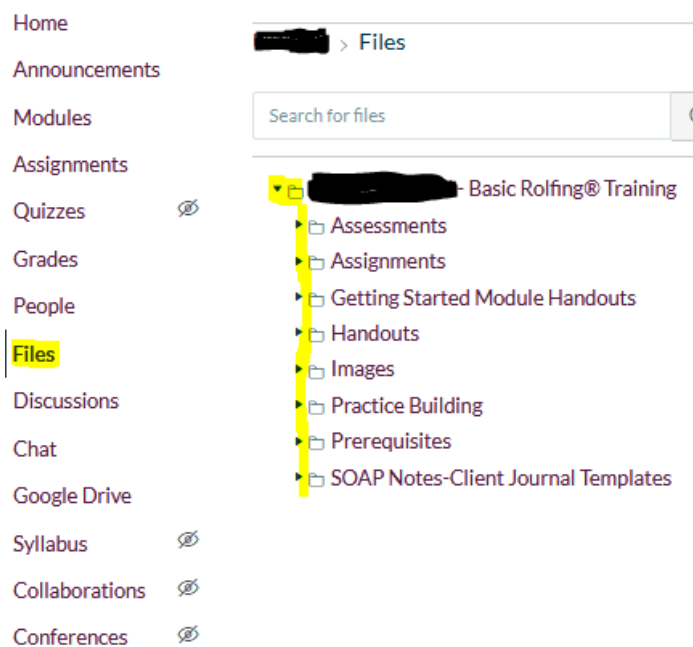 Home
Announcements
Modules
Assignments
Quizzes
Grades
People
Files
Discussions
Chat
Google Drive
Syllabus
Collaborations
Conferences
> Files
Search for files
- Basic Rolfing® Training
Assessments
Assignments
Getting Started Module Handouts
Handouts
Images
Practice Building
Prerequisites
SOAP Notes-Client Journal Templates